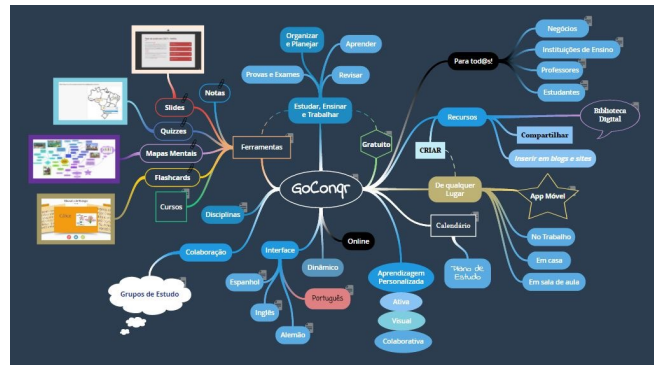 Organizar
e Planejar
Aprender
Provas e Exames
Revisar
Estudar, Ensinar
e Trabalhar
Notas
Slides
Quizzes
Mapas Mentais
Flashcards
Cursos
Ferramentas
Disciplinas
Gratuito
GoConqr
Para tod@s!
Negócios
Instituições de Ensino
Professores
Estudantes
Recursos
Biblioteca
Digital
Compartilhar
Inserir em blogs e sites
CRIAR
De qualquer
Lugar
App Móvel
No Trabalho
Em casa
Em sala de aula
Calendário
Plano de
Estudo
Online
Dinâmico
Aprendizagem
Personalizada
Ativa
Visual
Colaborativa
Interface
Espanhol
Inglês
Alemão
Português
Colaboração
Grupos de Estudo